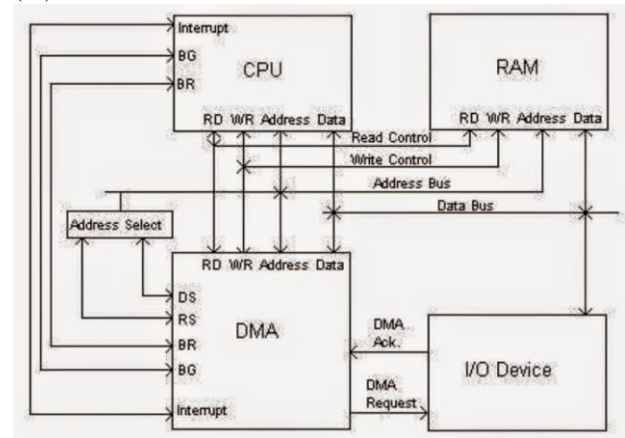 Interrupt
BG
CPU
BR
RD WR Address Data
RAM
RD WR Address Data
Read Control
Write Control
Address Bus
Data Bus
Address Select
RD WR Address Data
DS
RS
DMA
BR
BG
Interrupt
DMA
Ack.
DMA
Request
I/O Device